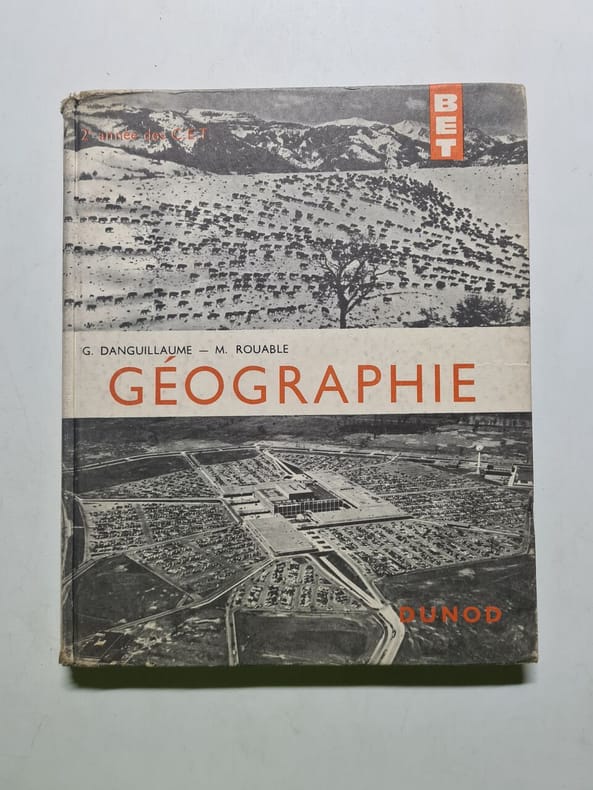 2e année des C.E.T.
BET
G. DANGUILLAUME — M. ROUABLE
GÉOGRAPHIE
DUNOD